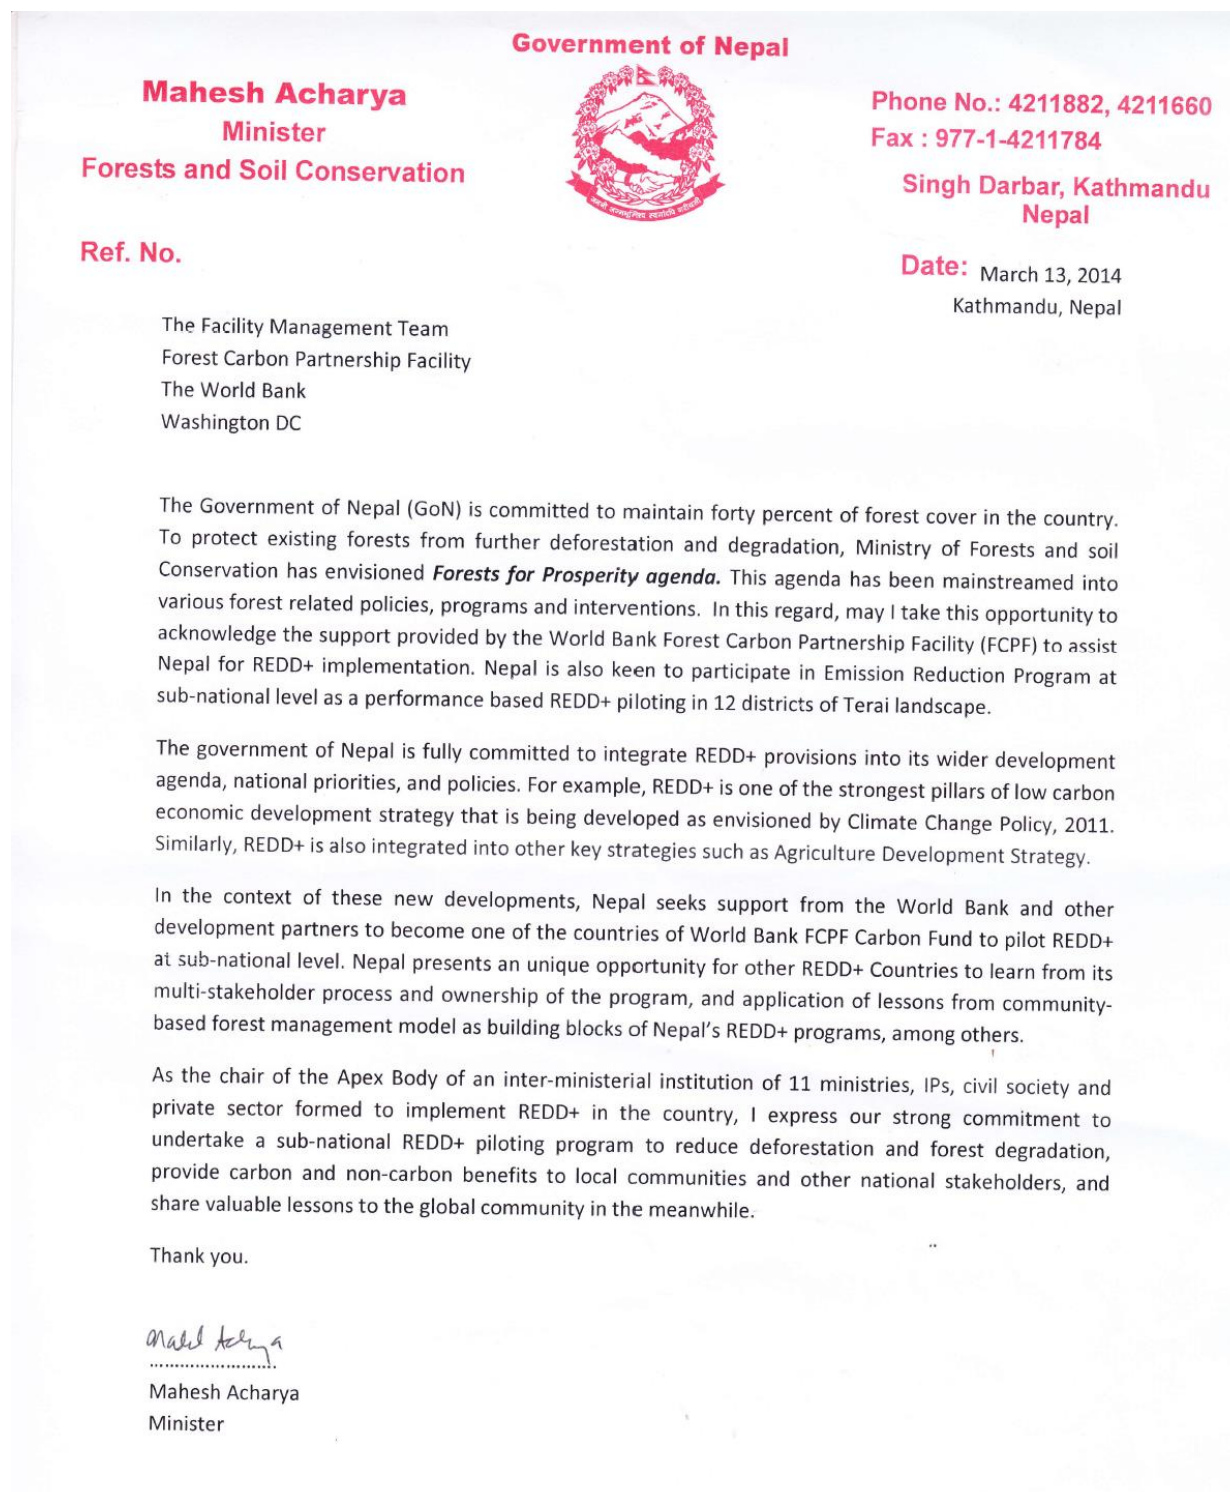 Government of Nepal
Mahesh Acharya
Minister
Forests and Soil Conservation
Phone No.: 4211882, 4211660
Fax : 977-1-4211784
Singh Darbar, Kathmandu
Nepal
Ref. No.
Date: March 13, 2014
Kathmandu, Nepal
The Facility Management Team
Forest Carbon Partnership Facility
The World Bank
Washington DC
The Government of Nepal (GoN) is committed to maintain forty percent of forest cover in the country.
To protect existing forests from further deforestation and degradation, Ministry of Forests and soil
Conservation has envisioned Forests for Prosperity agenda. This agenda has been mainstreamed into
various forest related policies, programs and interventions. In this regard, may I take this opportunity to
acknowledge the support provided by the World Bank Forest Carbon Partnership Facility (FCPF) to assist
Nepal for REDD+ implementation. Nepal is also keen to participate in Emission Reduction Program at
sub-national level as a performance based REDD+ piloting in 12 districts of Terai landscape.
The government of Nepal is fully committed to integrate REDD+ provisions into its wider development
agenda, national priorities, and policies. For example, REDD+ is one of the strongest pillars of low carbon
economic development strategy that is being developed as envisioned by Climate Change Policy, 2011.
Similarly, REDD+ is also integrated into other key strategies such as Agriculture Development Strategy.
In the context of these new developments, Nepal seeks support from the World Bank and other
development partners to become one of the countries of World Bank FCPF Carbon Fund to pilot REDD+
at sub-national level. Nepal presents an unique opportunity for other REDD+ Countries to learn from its
multi-stakeholder process and ownership of the program, and application of lessons from community-
based forest management model as building blocks of Nepal's REDD+ programs, among others.
As the chair of the Apex Body of an inter-ministerial institution of 11 ministries, IPs, civil society and
private sector formed to implement REDD+ in the country, I express our strong commitment to
undertake a sub-national REDD+ piloting program to reduce deforestation and forest degradation,
provide carbon and non-carbon benefits to local communities and other national stakeholders, and
share valuable lessons to the global community in the meanwhile.
Thank you.
Mahesh Acharya
Minister